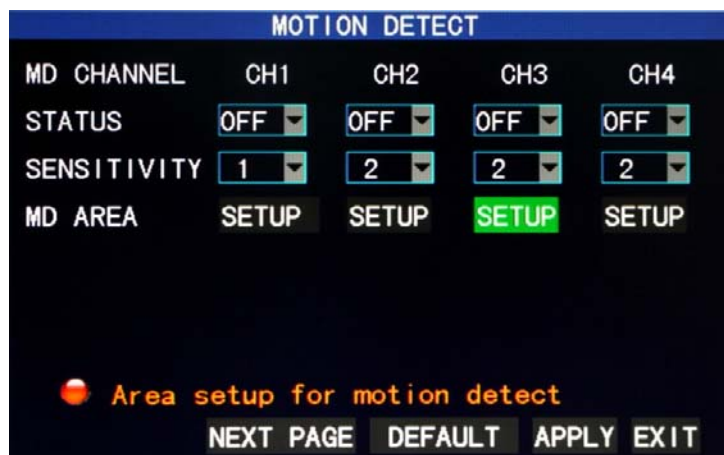 MOTION DETECT
MD CHANNEL CH1 CH2 CH3 CH4
STATUS OFF OFF OFF OFF
SENSITIVITY 1 2 2 2
MD AREA SETUP SETUP SETUP SETUP
Area setup for motion detect
NEXT PAGE DEFAULT APPLY EXIT